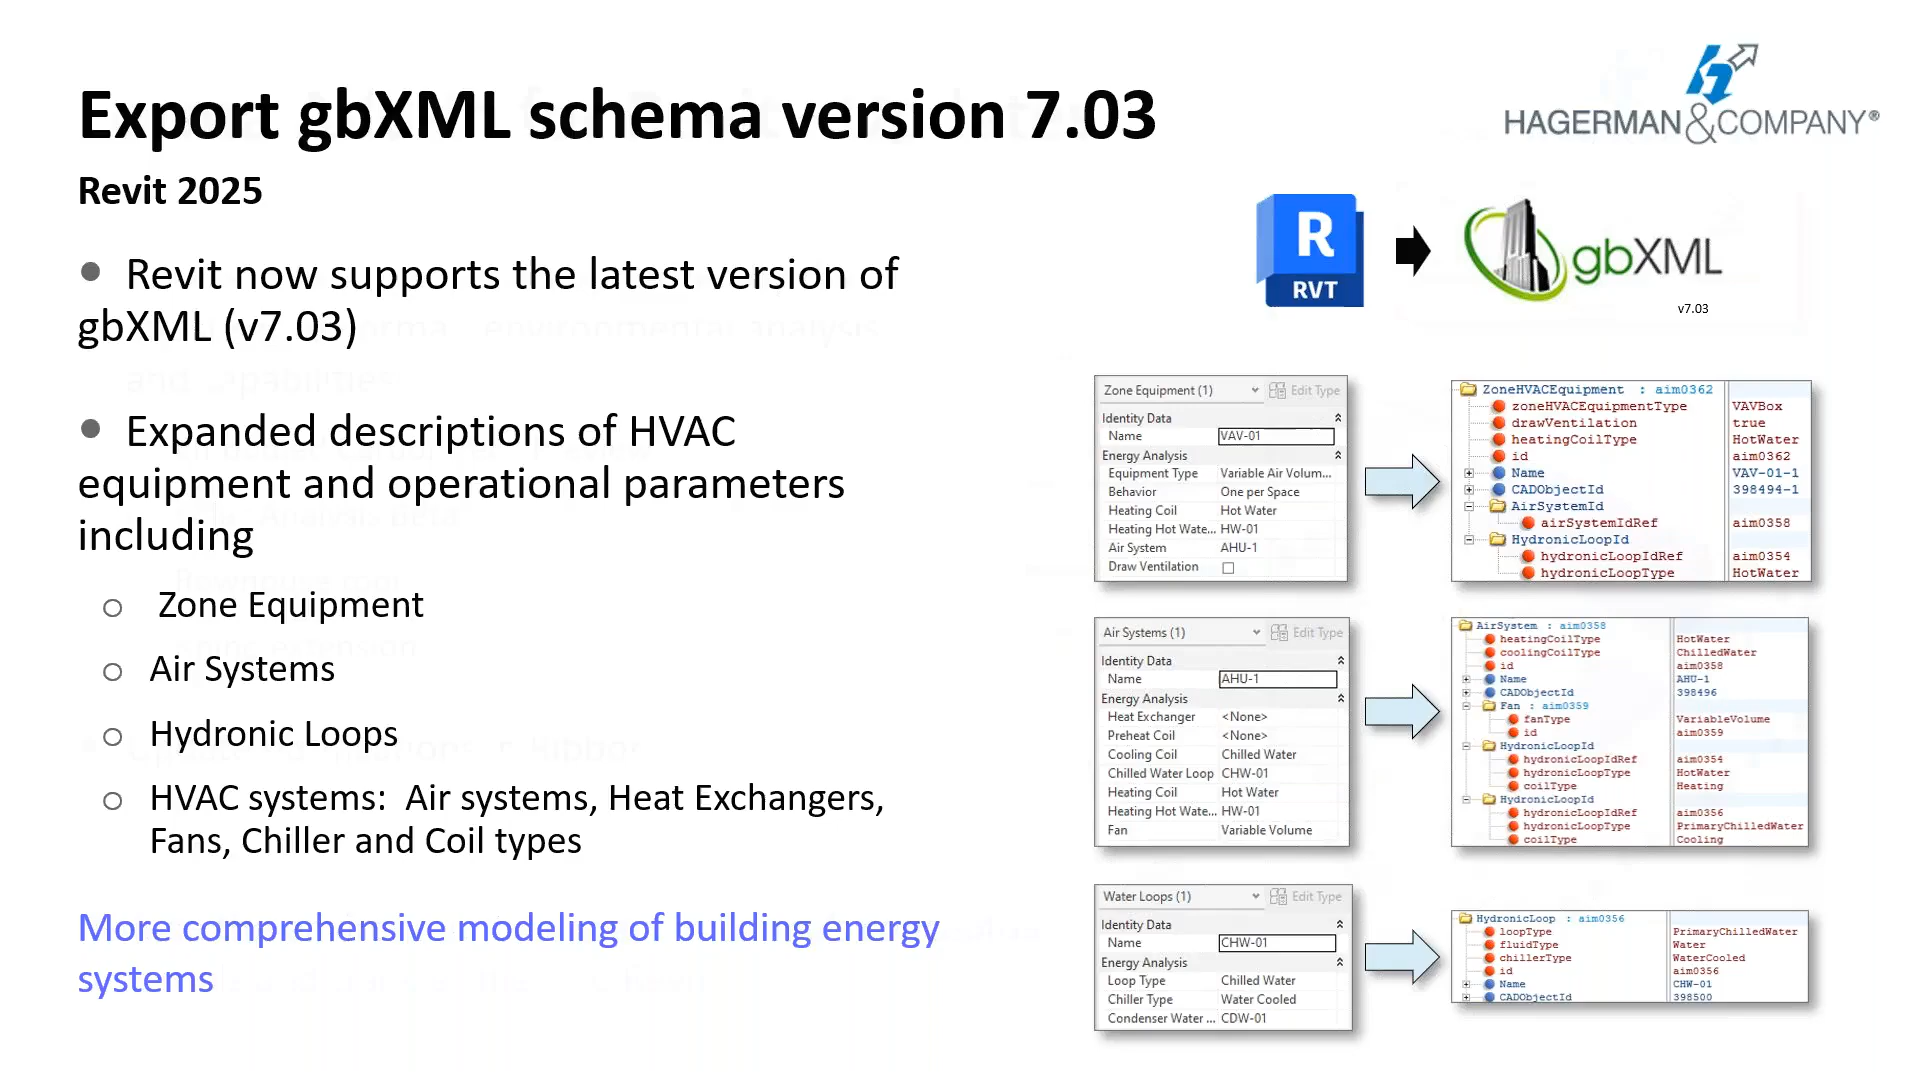 Export gbXML schema version 7.03
HAGERMAN&COMPANY®
Revit 2025
R
RVT
gbXML
v7.03
• Revit now supports the latest version of
gbXML (v7.03)
• Expanded descriptions of HVAC
equipment and operational parameters
including
o Zone Equipment
o Air Systems
o Hydronic Loops
o HVAC systems: Air systems, Heat Exchangers,
Fans, Chiller and Coil types
More comprehensive modeling of building energy
systems
Zone Equipment (1) Edit Type
Identity Data
Name VAV-01
Energy Analysis
Equipment Type Variable Air Volum...
Behavior One per Space
Heating Coil Hot Water
Heating Hot Wate... HW-01
Air System AHU-1
Draw Ventilation
ZoneHVACEquipment : aim0362
zoneHVACEquipmentType VAVBox
drawVentilation true
heatingCoilType HotWater
id aim0362
Name VAV-01-1
CADObjectId 398494-1
AirSystemId
airSystemIdRef aim0358
HydronicLoopId
hydronicLoopIdRef aim0354
hydronicLoopType HotWater
Air Systems (1) Edit Type
Identity Data
Name AHU-1
Energy Analysis
Heat Exchanger <None>
Preheat Coil <None>
Cooling Coil Chilled Water
Chilled Water Loop CHW-01
Heating Coil Hot Water
Heating Hot Wate... HW-01
Fan Variable Volume
AirSystem : aim0358
heatingCoilType HotWater
coolingCoilType ChilledWater
id aim0358
Name AHU-1
CADObjectId 398496
Fan : aim0359
fanType VariableVolume
id aim0359
HydronicLoopId
hydronicLoopIdRef aim0354
hydronicLoopType HotWater
coilType Heating
HydronicLoopId
hydronicLoopIdRef aim0356
hydronicLoopType PrimaryChilledWater
coilType Cooling
Water Loops (1) Edit Type
Identity Data
Name CHW-01
Energy Analysis
Loop Type Chilled Water
Chiller Type Water Cooled
Condenser Water ... CDW-01
HydronicLoop : aim0356
loopType PrimaryChilledWater
fluidType Water
chillerType WaterCooled
id aim0356
Name CHW-01
CADObjectId 398500